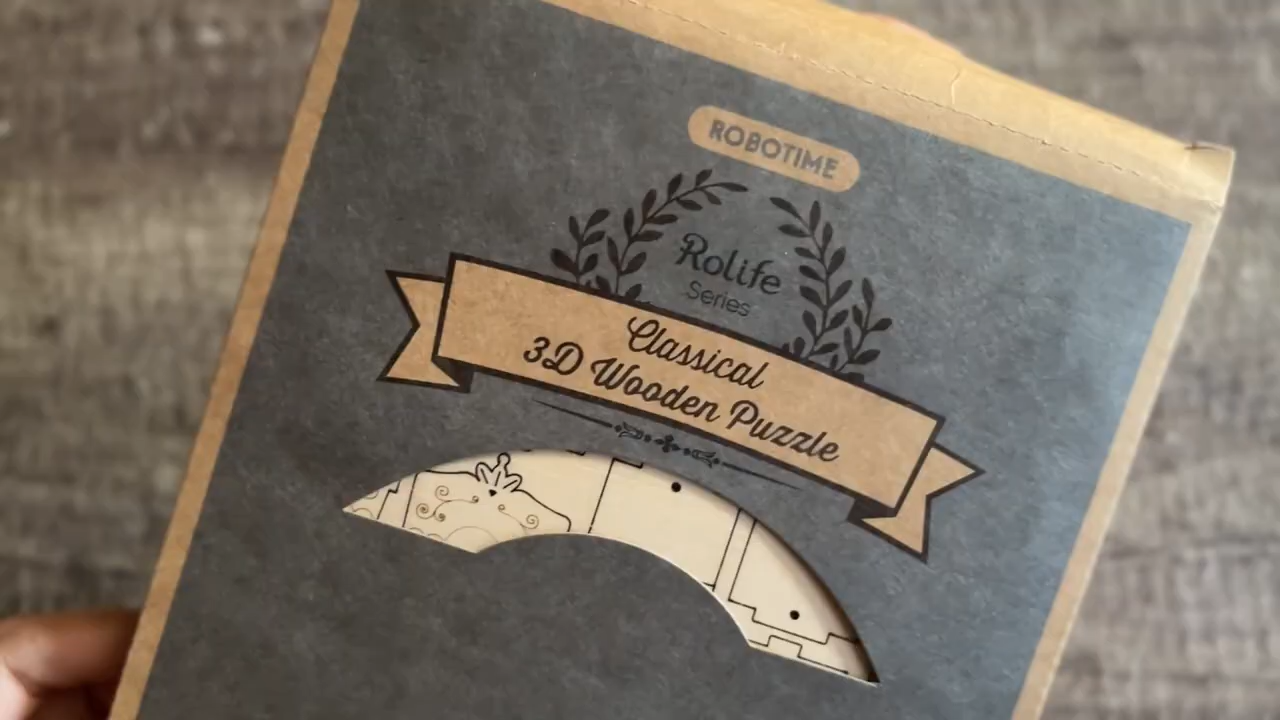 ROBOTIME
Rolife
Series
Classical
3D Wooden Puzzle